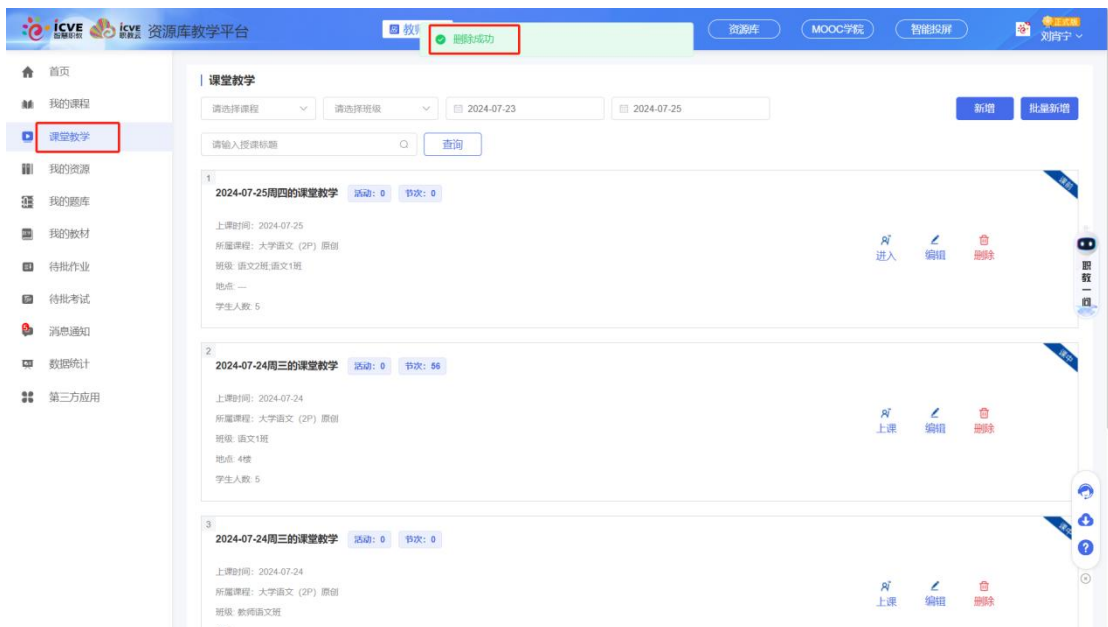 icve 智慧职教 icve 职教云 资源库教学平台
删除成功
资源库
MOOC学院
智能投屏
正式版
刘肖宁
首页
我的课程
课堂教学
我的资源
我的题库
我的教材
待批作业
待批考试
消息通知
数据统计
第三方应用
课堂教学
请选择课程 请选择班级 2024-07-23 2024-07-25 新增 批量新增
请输入授课标题 查询
1 课前
2024-07-25周四的课堂教学 活动: 0 节次: 0
上课时间: 2024-07-25
所属课程: 大学语文 (2P) 原创
班级: 语文2班;语文1班
地点: —
学生人数: 5
进入 编辑 删除
职教一问
2 课中
2024-07-24周三的课堂教学 活动: 0 节次: 56
上课时间: 2024-07-24
所属课程: 大学语文 (2P) 原创
班级: 语文1班
地点: 4楼
学生人数: 5
上课 编辑 删除
3
2024-07-24周三的课堂教学 活动: 0 节次: 0
上课时间: 2024-07-24
所属课程: 大学语文 (2P) 原创
班级: 教师语文班
上课 编辑 删除